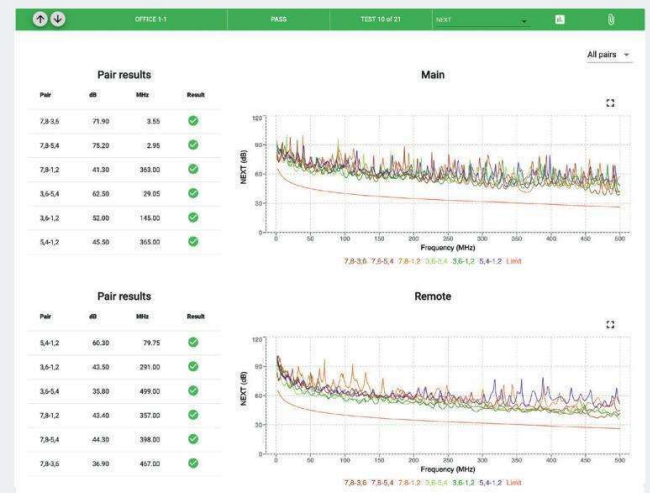 OFFICE 1-1 PASS TEST 10 of 21 NEXT
All pairs
Pair results
Pair dB MHz Result
7,8-3,6 71.90 3.55
7,8-5,4 75.20 2.95
7,8-1,2 41.30 363.00
3,6-5,4 62.50 29.05
3,6-1,2 52.00 145.00
5,4-1,2 45.50 365.00
Main
NEXT (dB)
120
90
60
30
0
0 50 100 150 200 250 300 350 400 450 500
Frequency (MHz)
7,8-3,6 7,8-5,4 7,8-1,2 3,6-5,4 3,6-1,2 5,4-1,2 Limit
Pair results
Pair dB MHz Result
5,4-1,2 60.30 79.75
3,6-1,2 43.50 291.00
3,6-5,4 35.80 499.00
7,8-1,2 43.40 357.00
7,8-5,4 44.30 398.00
7,8-3,6 36.90 467.00
Remote
NEXT (dB)
120
90
60
30
0
0 50 100 150 200 250 300 350 400 450 500
Frequency (MHz)
7,8-3,6 7,8-5,4 7,8-1,2 3,6-5,4 3,6-1,2 5,4-1,2 Limit